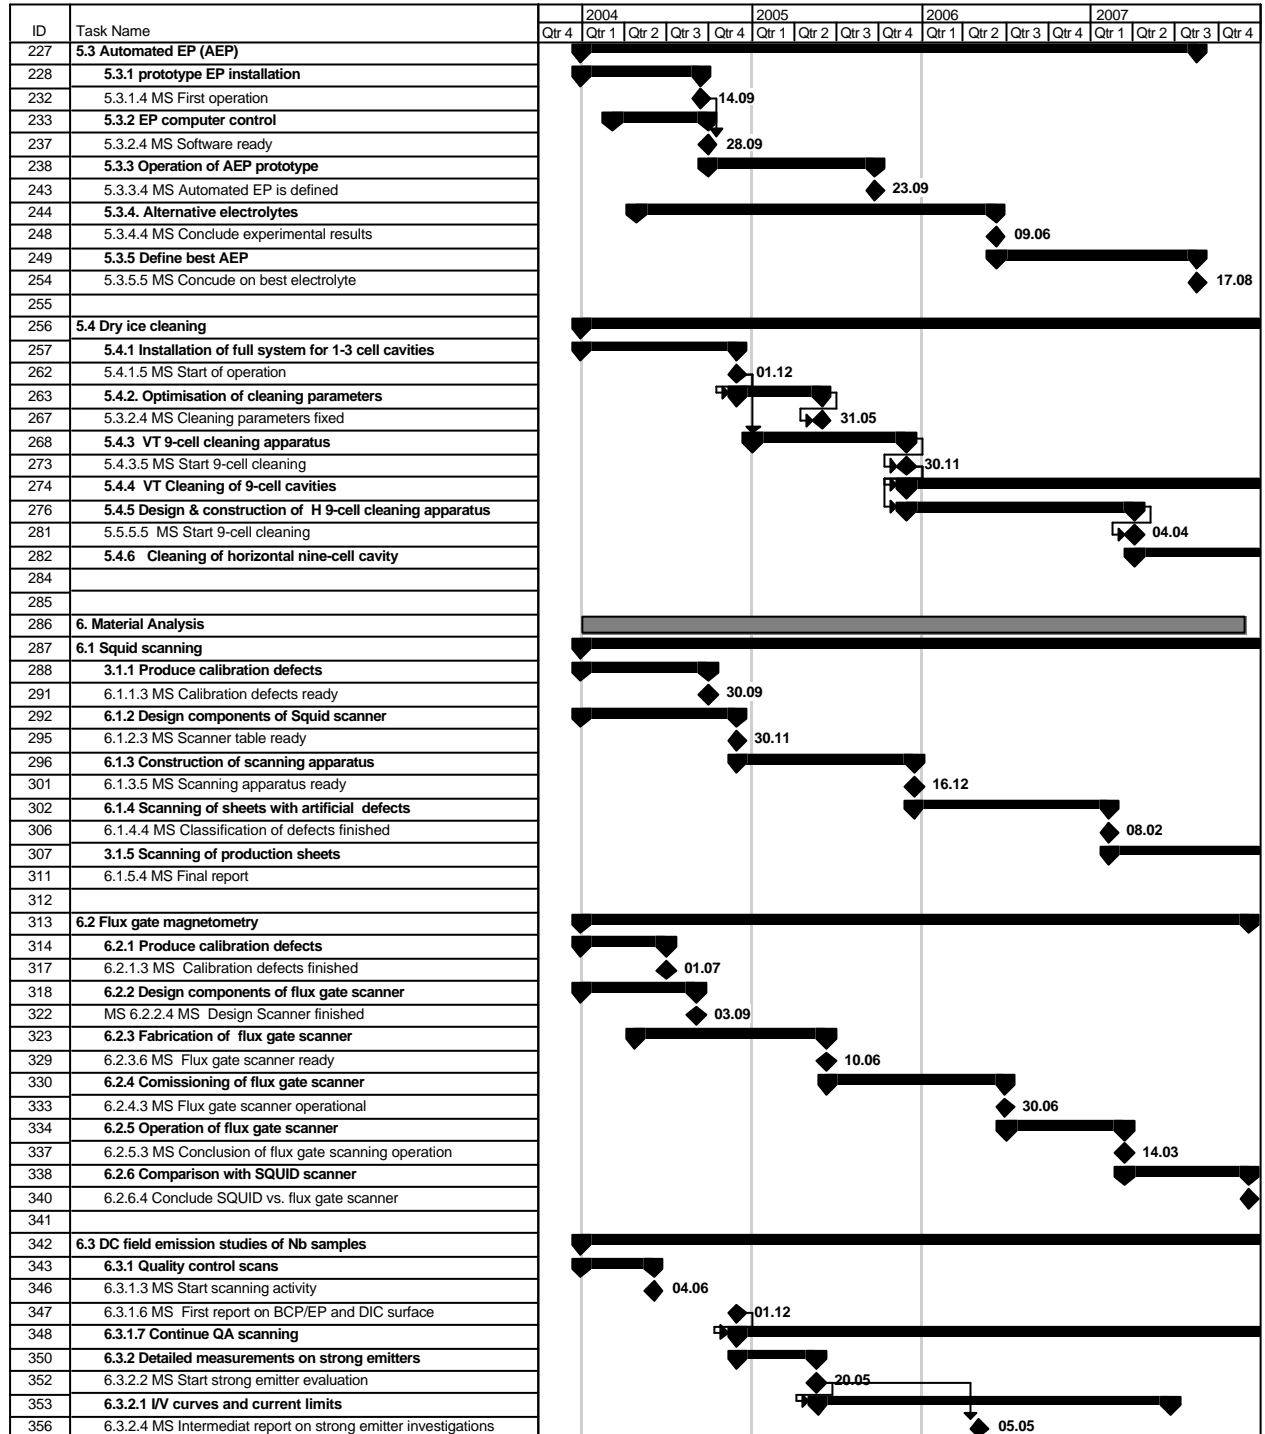 2004 2005 2006 2007
ID Task Name Qtr 4 Qtr 1 Qtr 2 Qtr 3 Qtr 4 Qtr 1 Qtr 2 Qtr 3 Qtr 4 Qtr 1 Qtr 2 Qtr 3 Qtr 4 Qtr 1 Qtr 2 Qtr 3 Qtr 4
227 5.3 Automated EP (AEP)
228 5.3.1 prototype EP installation
232 5.3.1.4 MS First operation 14.09
233 5.3.2 EP computer control
237 5.3.2.4 MS Software ready 28.09
238 5.3.3 Operation of AEP prototype
243 5.3.3.4 MS Automated EP is defined 23.09
244 5.3.4. Alternative electrolytes
248 5.3.4.4 MS Conclude experimental results 09.06
249 5.3.5 Define best AEP
254 5.3.5.5 MS Concude on best electrolyte 17.08
255
256 5.4 Dry ice cleaning
257 5.4.1 Installation of full system for 1-3 cell cavities
262 5.4.1.5 MS Start of operation 01.12
263 5.4.2. Optimisation of cleaning parameters
267 5.3.2.4 MS Cleaning parameters fixed 31.05
268 5.4.3 VT 9-cell cleaning apparatus
273 5.4.3.5 MS Start 9-cell cleaning 30.11
274 5.4.4 VT Cleaning of 9-cell cavities
276 5.4.5 Design & construction of H 9-cell cleaning apparatus
281 5.5.5.5 MS Start 9-cell cleaning 04.04
282 5.4.6 Cleaning of horizontal nine-cell cavity
284
285
286 6. Material Analysis
287 6.1 Squid scanning
288 3.1.1 Produce calibration defects
291 6.1.1.3 MS Calibration defects ready 30.09
292 6.1.2 Design components of Squid scanner
295 6.1.2.3 MS Scanner table ready 30.11
296 6.1.3 Construction of scanning apparatus
301 6.1.3.5 MS Scanning apparatus ready 16.12
302 6.1.4 Scanning of sheets with artificial defects
306 6.1.4.4 MS Classification of defects finished 08.02
307 3.1.5 Scanning of production sheets
311 6.1.5.4 MS Final report
312
313 6.2 Flux gate magnetometry
314 6.2.1 Produce calibration defects
317 6.2.1.3 MS Calibration defects finished 01.07
318 6.2.2 Design components of flux gate scanner
322 MS 6.2.2.4 MS Design Scanner finished 03.09
323 6.2.3 Fabrication of flux gate scanner
329 6.2.3.6 MS Flux gate scanner ready 10.06
330 6.2.4 Comissioning of flux gate scanner
333 6.2.4.3 MS Flux gate scanner operational 30.06
334 6.2.5 Operation of flux gate scanner
337 6.2.5.3 MS Conclusion of flux gate scanning operation 14.03
338 6.2.6 Comparison with SQUID scanner
340 6.2.6.4 Conclude SQUID vs. flux gate scanner
341
342 6.3 DC field emission studies of Nb samples
343 6.3.1 Quality control scans
346 6.3.1.3 MS Start scanning activity 04.06
347 6.3.1.6 MS First report on BCP/EP and DIC surface 01.12
348 6.3.1.7 Continue QA scanning
350 6.3.2 Detailed measurements on strong emitters
352 6.3.2.2 MS Start strong emitter evaluation 20.05
353 6.3.2.1 I/V curves and current limits
356 6.3.2.4 MS Intermediat report on strong emitter investigations 05.05